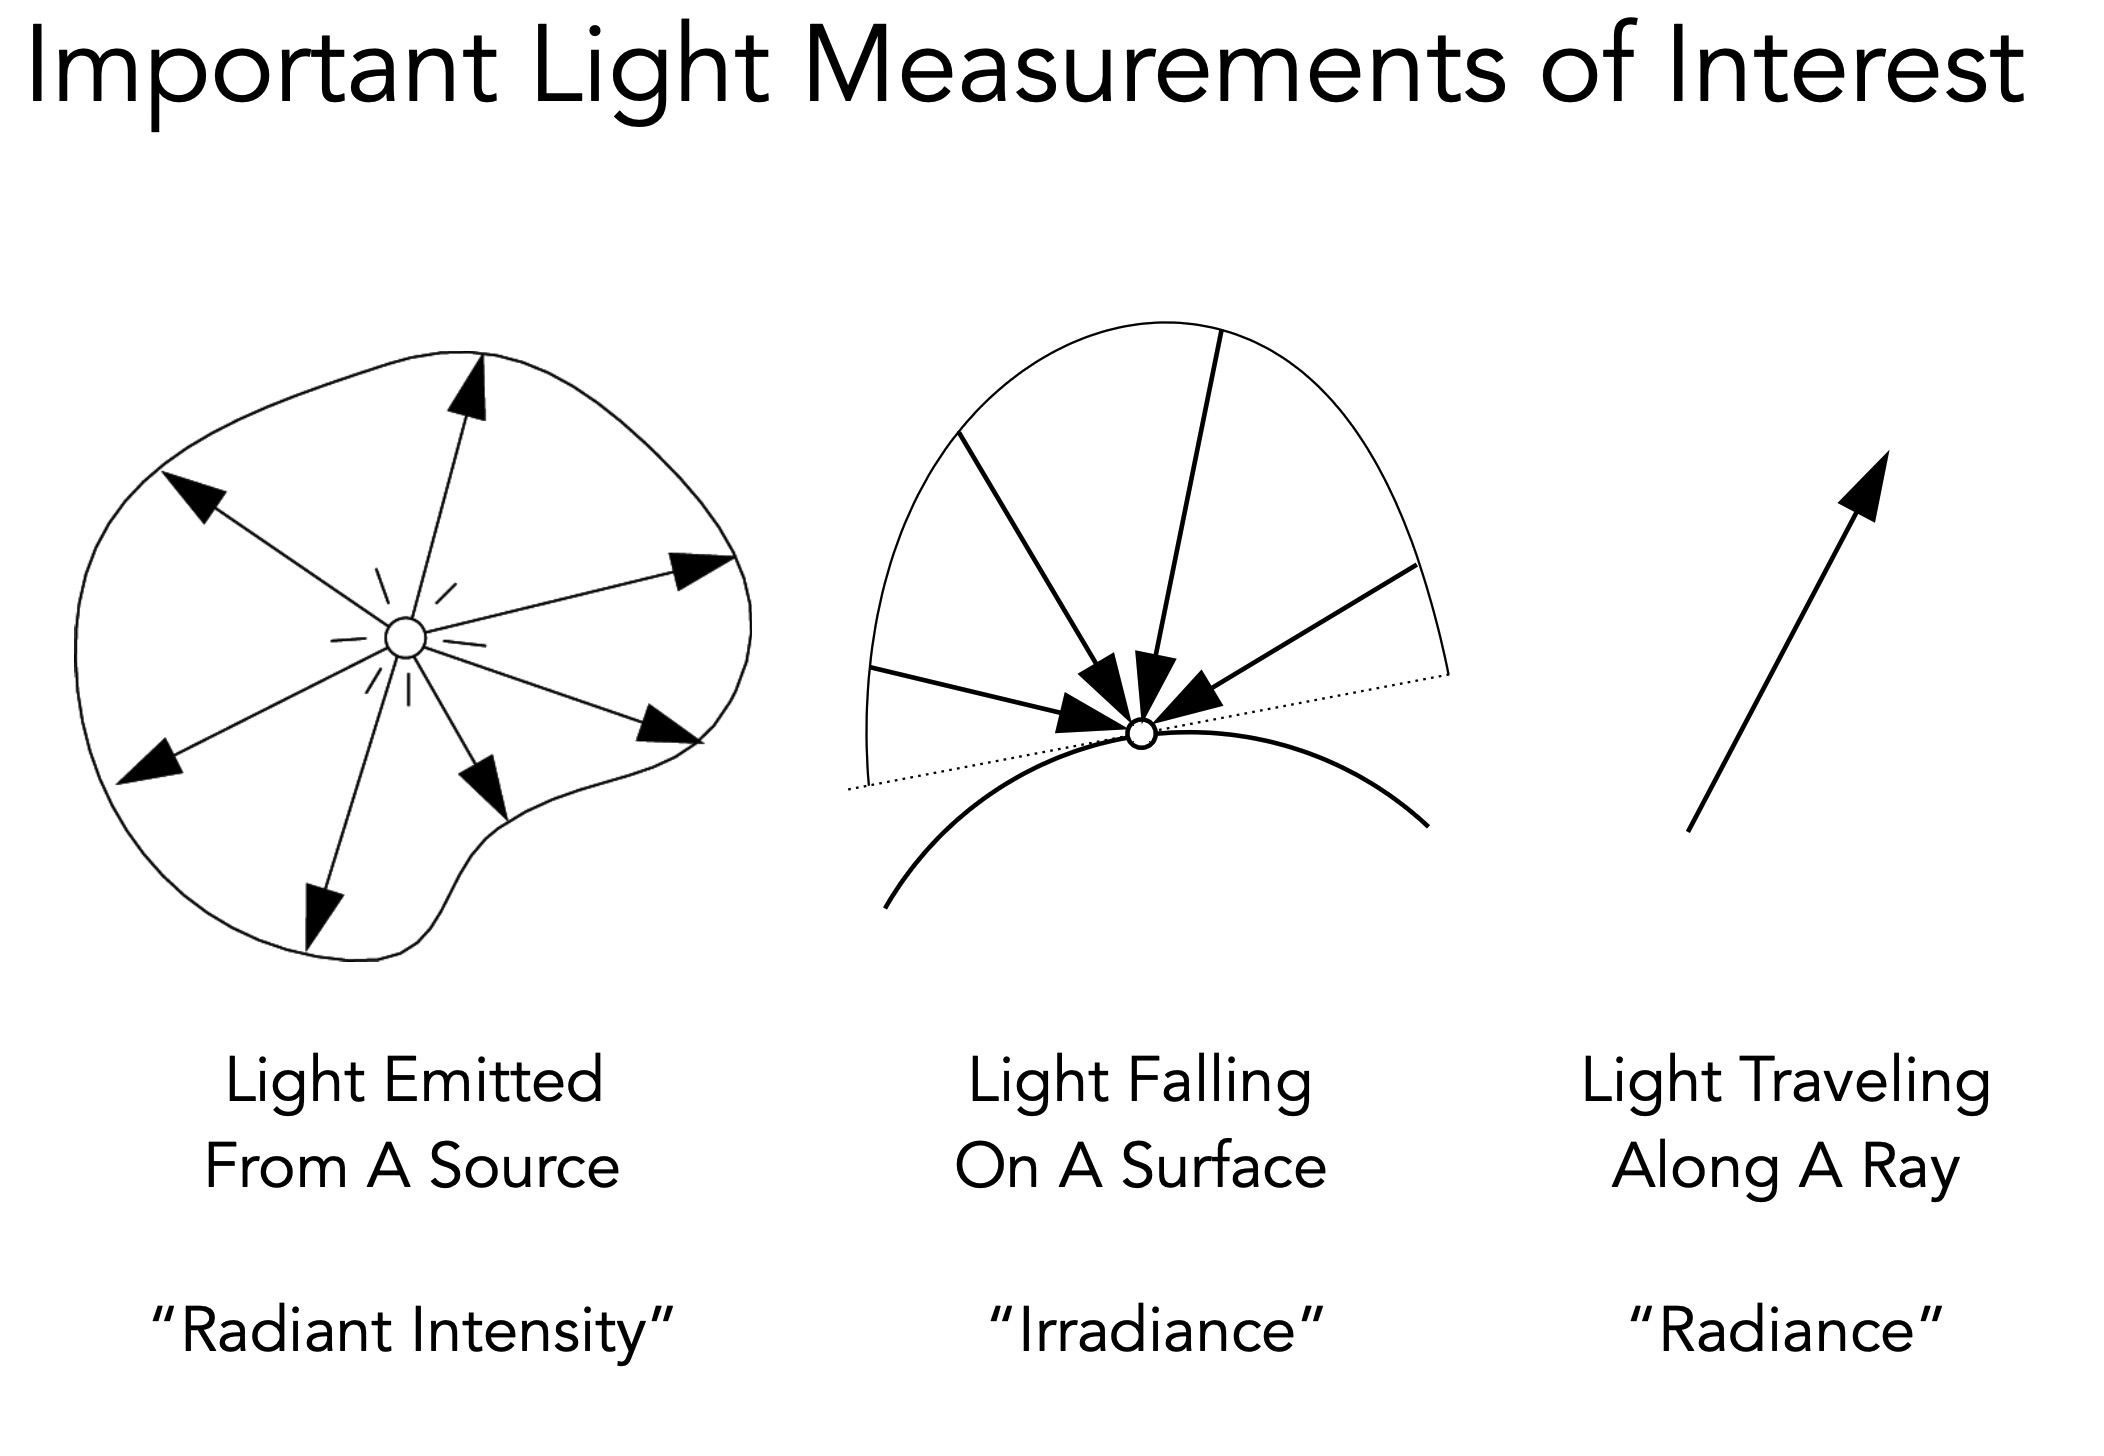 Important Light Measurements of Interest
Light Emitted
From A Source
“Radiant Intensity”
Light Falling
On A Surface
“Irradiance”
Light Traveling
Along A Ray
“Radiance”